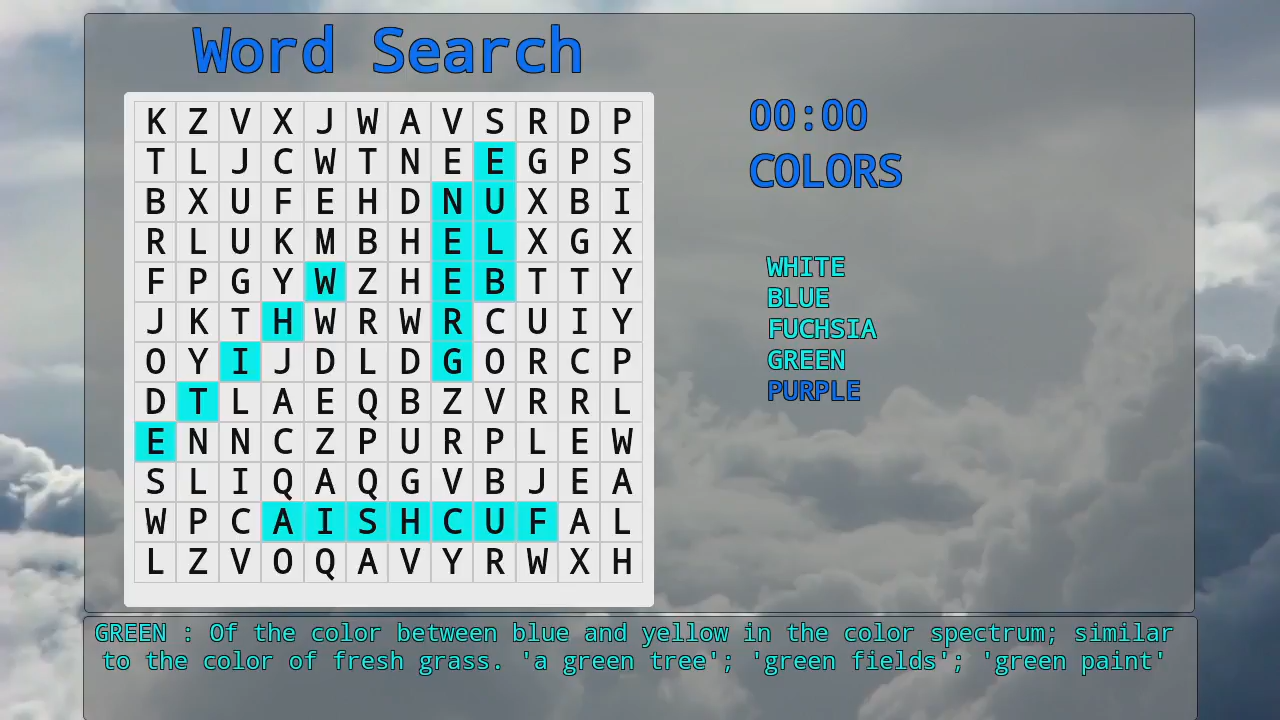 Word Search
K Z V X J W A V S R D P
T L J C W T N E E G P S
B X U F E H D N U X B I
R L U K M B H E L X G X
F P G Y W Z H E B T T Y
J K T H W R W R C U I Y
O Y I J D L D G O R C P
D T L A E Q B Z V R R L
E N N C Z P U R P L E W
S L I Q A Q G V B J E A
W P C A I S H C U F A L
L Z V O Q A V Y R W X H
00:00
COLORS
WHITE
BLUE
FUCHSIA
GREEN
PURPLE
GREEN : Of the color between blue and yellow in the color spectrum; similar
to the color of fresh grass. 'a green tree'; 'green fields'; 'green paint'